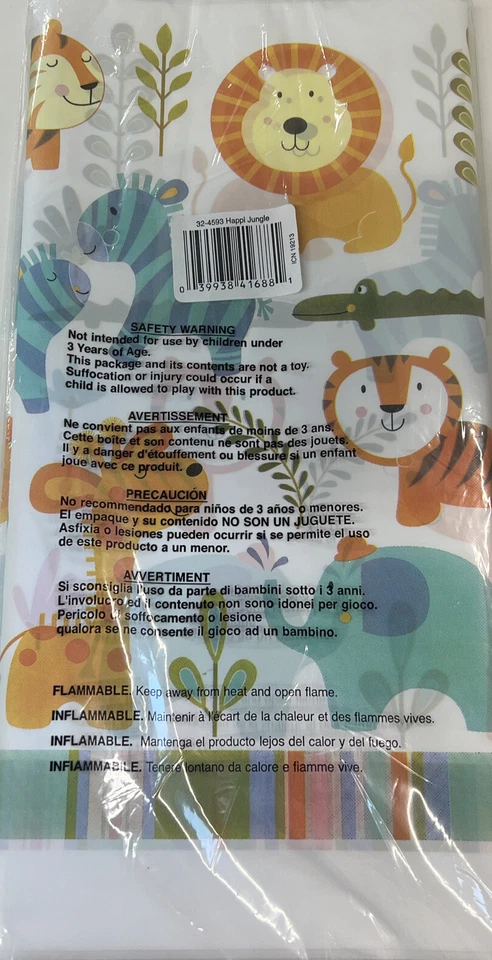 32-4593 Happi Jungle
ICN 19213
0 39938 41688 1
SAFETY WARNING
Not intended for use by children under
3 Years of Age.
This package and its contents are not a toy.
Suffocation or injury could occur if a
child is allowed to play with this product.
AVERTISSEMENT
Ne convient pas aux enfants de moins de 3 ans.
Cette boîte et son contenu ne sont pas des jouets.
Il y a danger d'étouffement ou blessure si un enfant
joue avec ce produit.
PRECAUCIÓN
No recommendado para niños de 3 años o menores.
El empaque y su contenido NO SON UN JUGUETE.
Asfixia o lesiones pueden ocurrir si se permite el uso
de este producto a un menor.
AVVERTIMENT
Si sconsiglia l'uso da parte di bambini sotto i 3 anni.
L'involucro ed il contenuto non sono idonei per gioco.
Pericolo di soffocamento o lesione
qualora se ne consente il gioco ad un bambino.
FLAMMABLE. Keep away from heat and open flame.
INFLAMMABLE. Maintenir à l'écart de la chaleur et des flammes vives.
INFLAMABLE. Mantenga el producto lejos del calor y del fuego.
INFIAMMABILE. Tenere lontano da calore e fiamme vive.